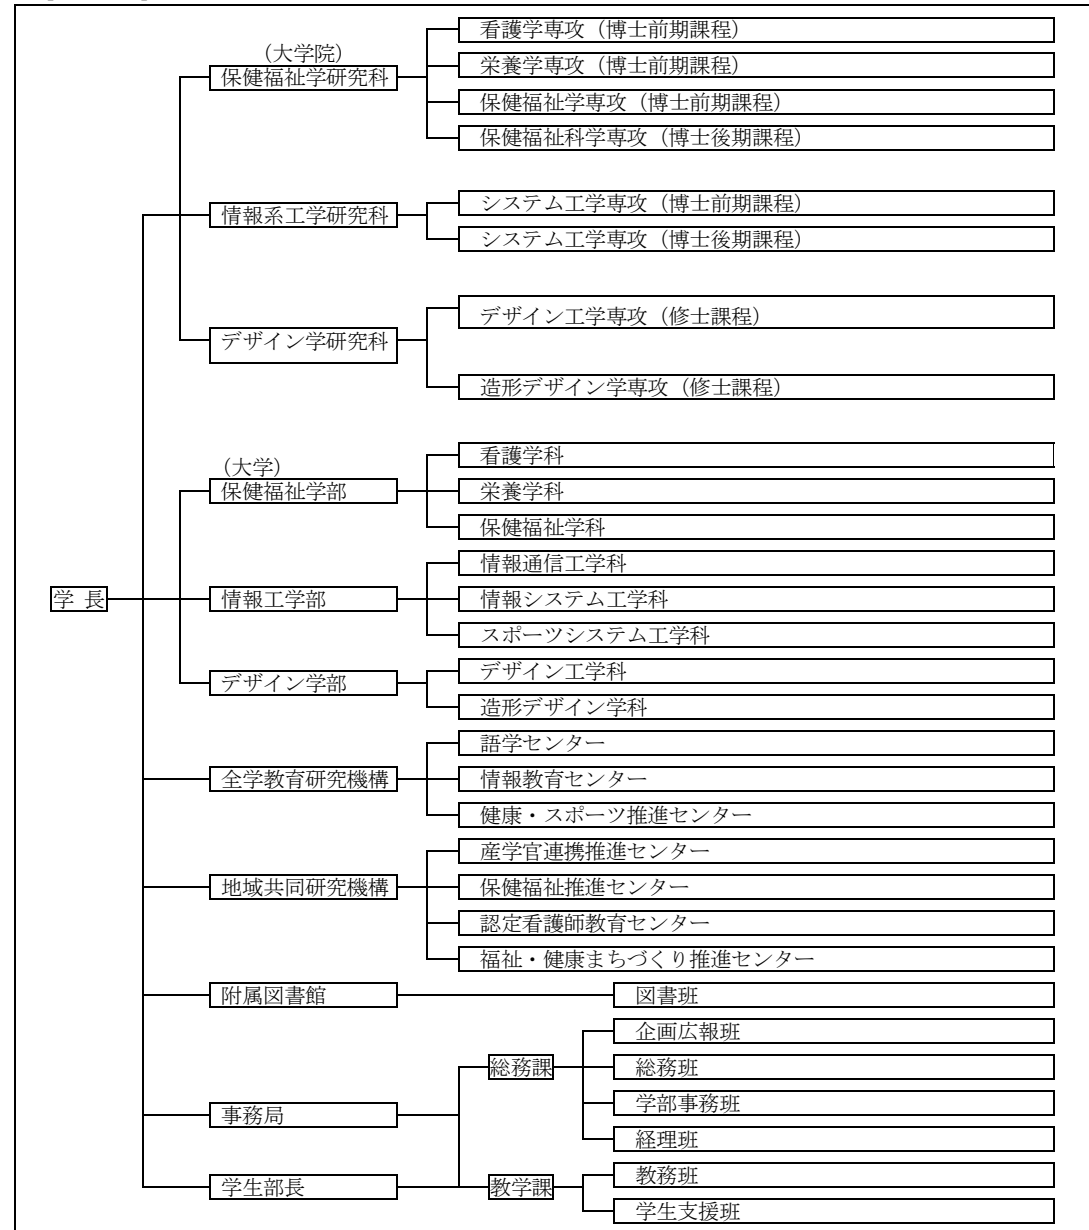 看護学専攻（博士前期課程）
（大学院）
保健福祉学研究科
栄養学専攻（博士前期課程）
保健福祉学専攻（博士前期課程）
保健福祉科学専攻（博士後期課程）
情報系工学研究科
システム工学専攻（博士前期課程）
システム工学専攻（博士後期課程）
デザイン学研究科
デザイン工学専攻（修士課程）
造形デザイン学専攻（修士課程）
（大学）
保健福祉学部
看護学科
栄養学科
保健福祉学科
学 長
情報工学部
情報通信工学科
情報システム工学科
スポーツシステム工学科
デザイン学部
デザイン工学科
造形デザイン学科
全学教育研究機構
語学センター
情報教育センター
健康・スポーツ推進センター
地域共同研究機構
産学官連携推進センター
保健福祉推進センター
認定看護師教育センター
福祉・健康まちづくり推進センター
附属図書館
図書班
事務局
総務課
企画広報班
総務班
学部事務班
経理班
学生部長
教学課
教務班
学生支援班